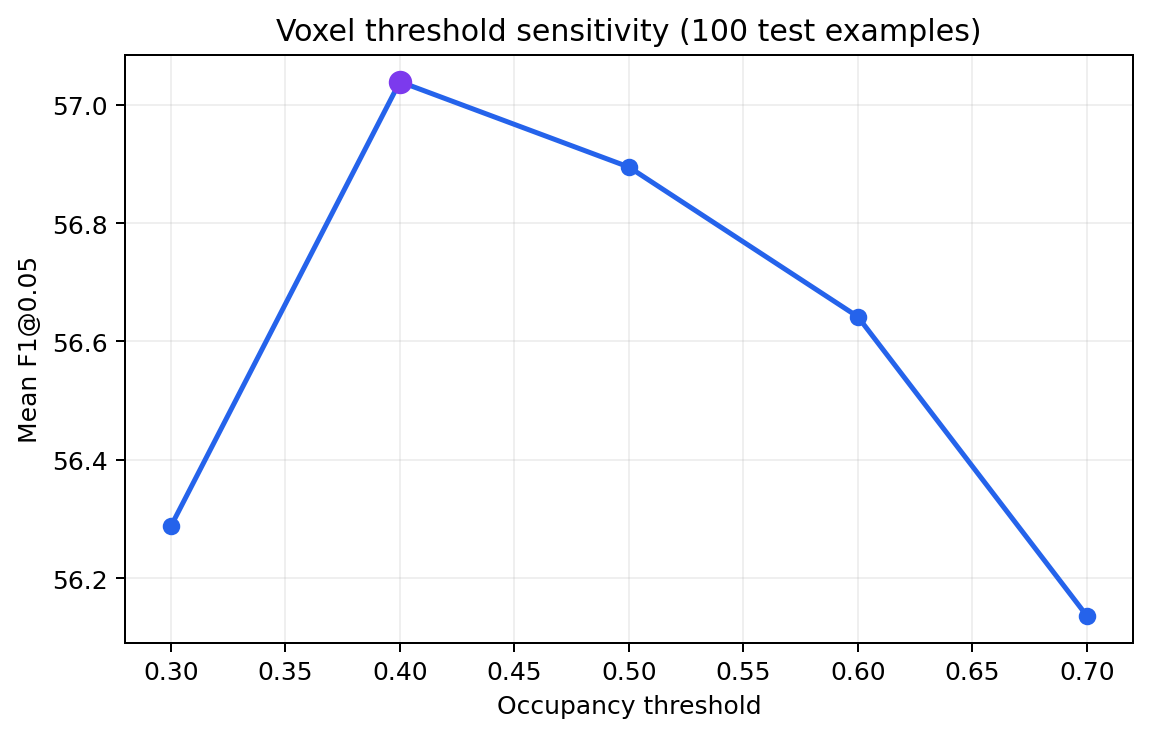 Voxel threshold sensitivity (100 test examples)
57.0
56.8
56.6
56.4
56.2
Mean F1@0.05
0.30 0.35 0.40 0.45 0.50 0.55 0.60 0.65 0.70
Occupancy threshold